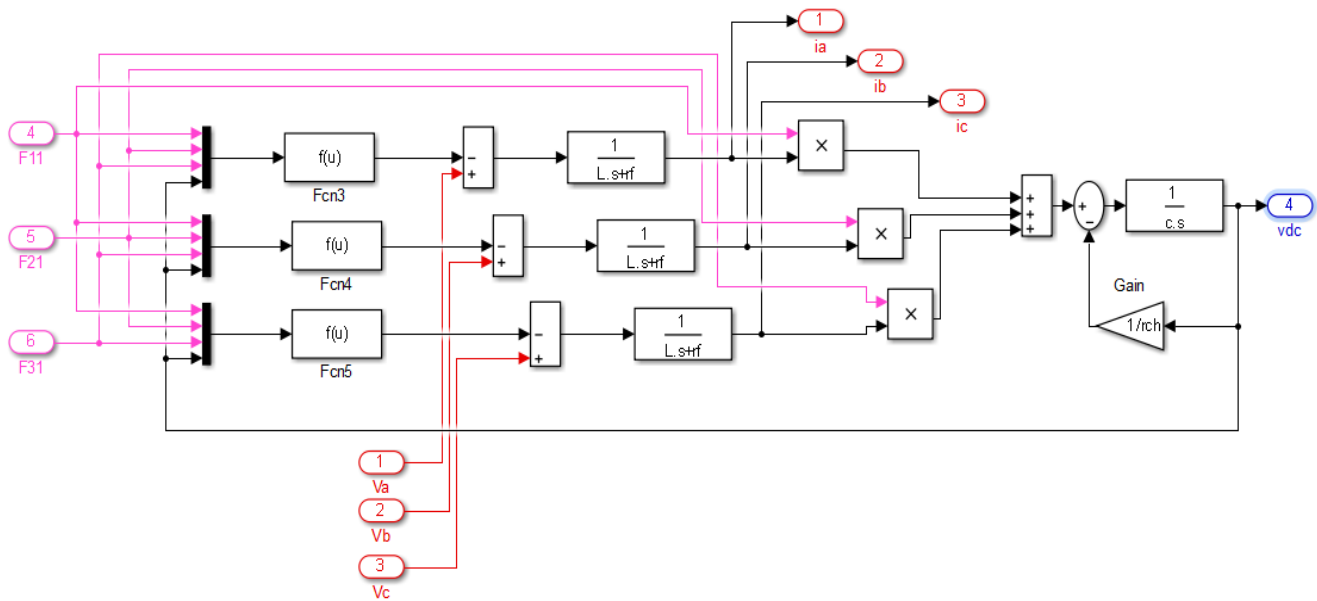 1
ia
2
ib
3
ic
4
F11
f(u)
Fcn3
−
+
1
L.s+rf
×
5
F21
f(u)
Fcn4
−
+
1
L.s+rf
×
+
+
+
+
−
1
c.s
4
vdc
6
F31
f(u)
Fcn5
−
+
1
L.s+rf
×
Gain
1/rch
1
Va
2
Vb
3
Vc